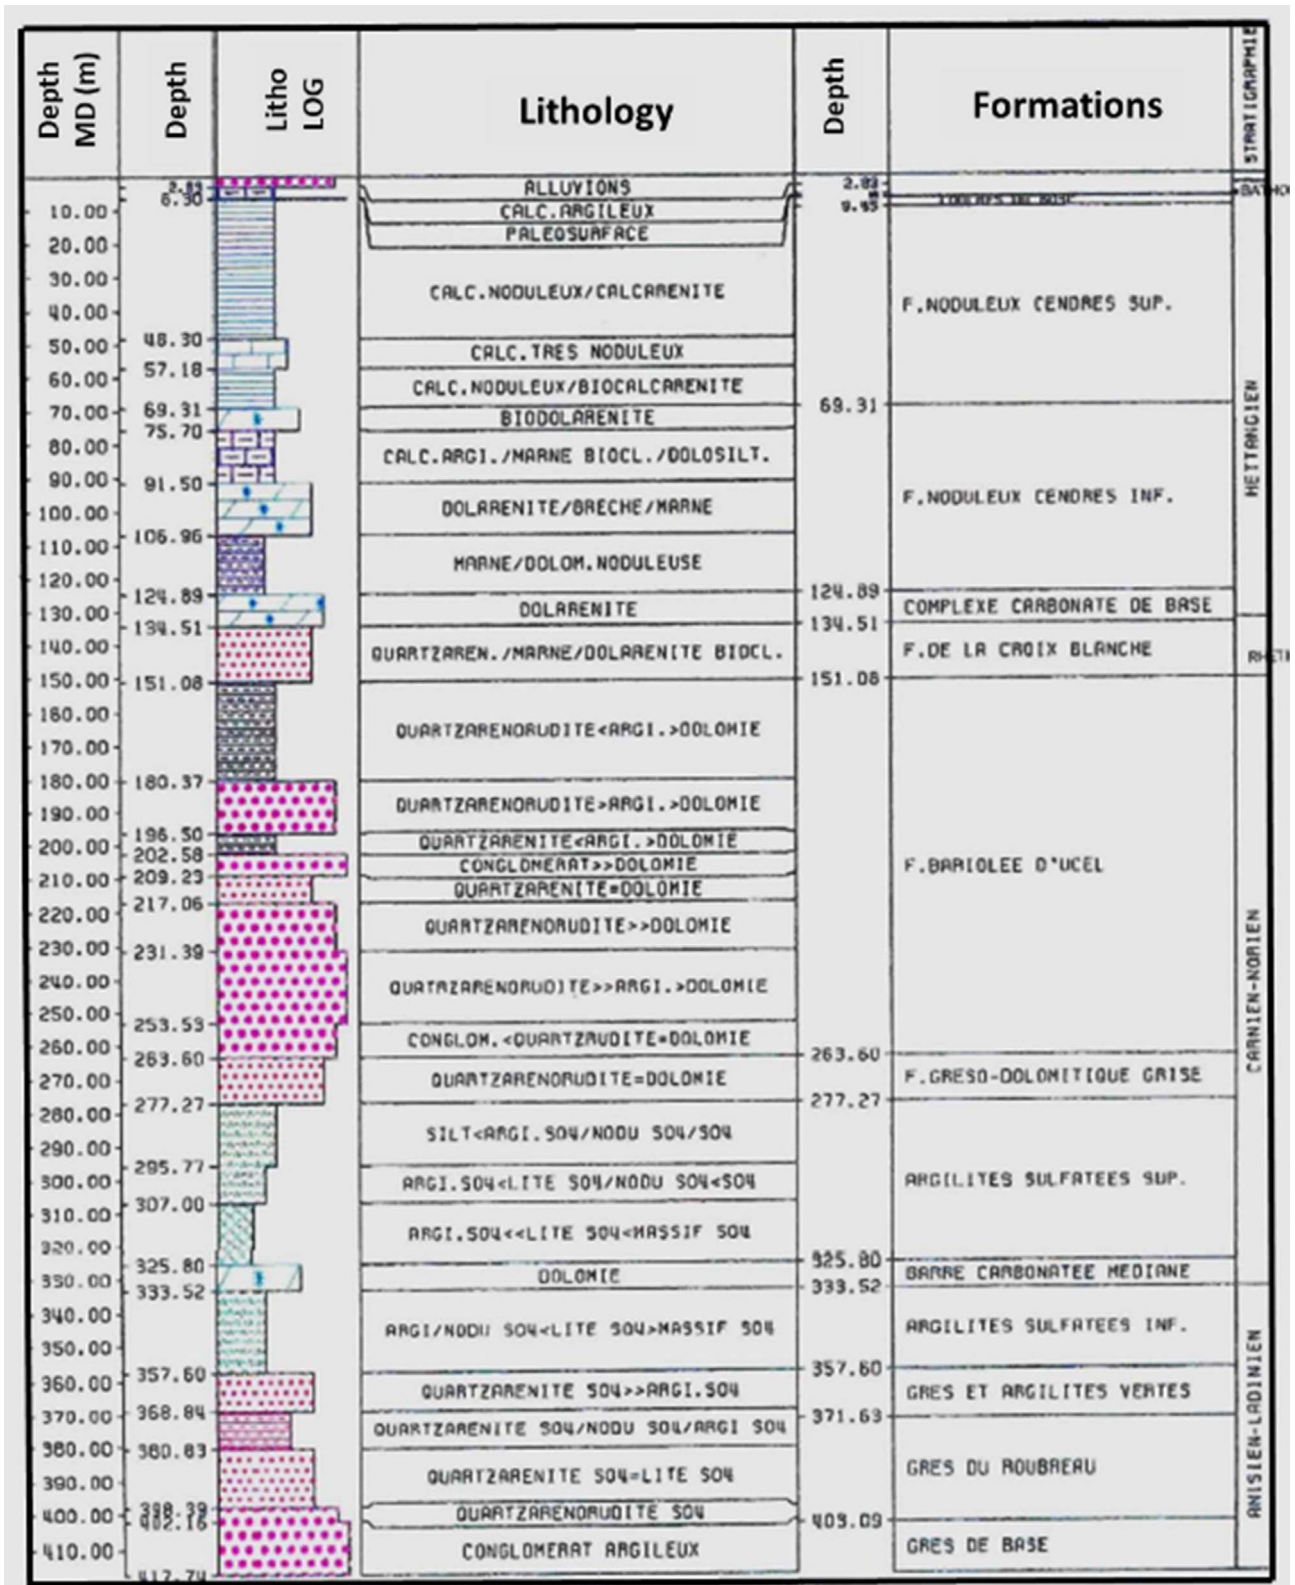 Depth MD (m)
Depth
Litho LOG
Lithology
Depth
Formations
STRATIGRAPHIE
10.00
20.00
30.00
40.00
50.00
60.00
70.00
80.00
90.00
100.00
110.00
120.00
130.00
140.00
150.00
160.00
170.00
180.00
190.00
200.00
210.00
220.00
230.00
240.00
250.00
260.00
270.00
280.00
290.00
300.00
310.00
320.00
330.00
340.00
350.00
360.00
370.00
380.00
390.00
400.00
410.00
6.30
48.30
57.18
69.31
75.70
91.50
106.96
124.89
134.51
151.08
180.37
196.50
202.58
209.23
217.06
231.39
253.53
263.60
277.27
295.77
307.00
325.80
333.52
357.60
368.84
380.83
398.39
402.16
417.74
ALLUVIONS
CALC.ARGILEUX
PALEOSURFACE
CALC.NODULEUX/CALCARENITE
CALC.TRES NODULEUX
CALC.NODULEUX/BIOCALCARENITE
BIODOLARENITE
CALC.ARGI./MARNE BIOCL./DOLOSILT.
DOLARENITE/BRECHE/MARNE
MARNE/DOLOM.NODULEUSE
DOLARENITE
QUARTZAREN./MARNE/DOLARENITE BIOCL.
QUARTZARENORUDITE<ARGI.>DOLOMIE
QUARTZARENORUDITE>ARGI.>DOLOMIE
QUARTZARENITE<ARGI.>DOLOMIE
CONGLOMERAT>>DOLOMIE
QUARTZARENITE=DOLOMIE
QUARTZARENORUDITE>>DOLOMIE
QUATRZARENORUDITE>>ARGI.>DOLOMIE
CONGLOM.<QUARTZRUDITE=DOLOMIE
QUARTZARENORUDITE=DOLOMIE
SILT<ARGI.SO4/NODU SO4/SO4
ARGI.SO4<LITE SO4/NODU SO4<SO4
ARGI.SO4<<LITE SO4<MASSIF SO4
DOLOMIE
ARGI/NODU SO4<LITE SO4>MASSIF SO4
QUARTZARENITE SO4>>ARGI.SO4
QUARTZARENITE SO4/NODU SO4/ARGI SO4
QUARTZARENITE SO4=LITE SO4
QUARTZARENORUDITE SO4
CONGLOMERAT ARGILEUX
2.83
9.95
69.31
124.89
134.51
151.08
263.60
277.27
325.80
333.52
357.60
371.63
403.09
F.NODULEUX CENDRES SUP.
F.NODULEUX CENDRES INF.
COMPLEXE CARBONATE DE BASE
F.DE LA CROIX BLANCHE
F.BARIOLEE D'UCEL
F.GRESO-DOLOMITIQUE GRISE
ARGILITES SULFATEES SUP.
BARRE CARBONATEE MEDIANE
ARGILITES SULFATEES INF.
GRES ET ARGILITES VERTES
GRES DU ROUBREAU
GRES DE BASE
BATHO
HETTANGIEN
RHETI
CARNIEN-NORIEN
ANISIEN-LADINIEN